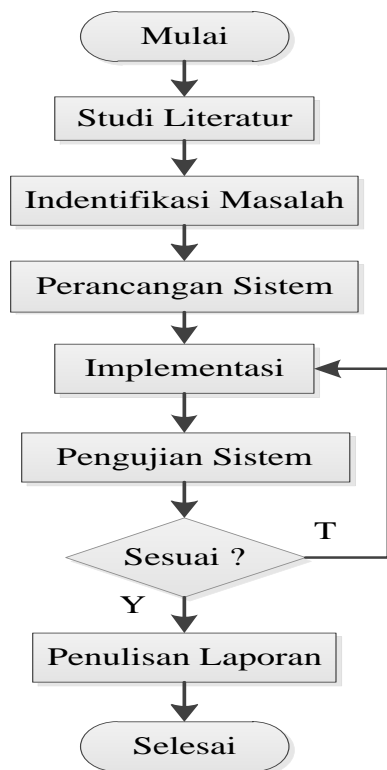 Mulai
Studi Literatur
Indentifikasi Masalah
Perancangan Sistem
Implementasi
Pengujian Sistem
Sesuai ?
T
Y
Penulisan Laporan
Selesai